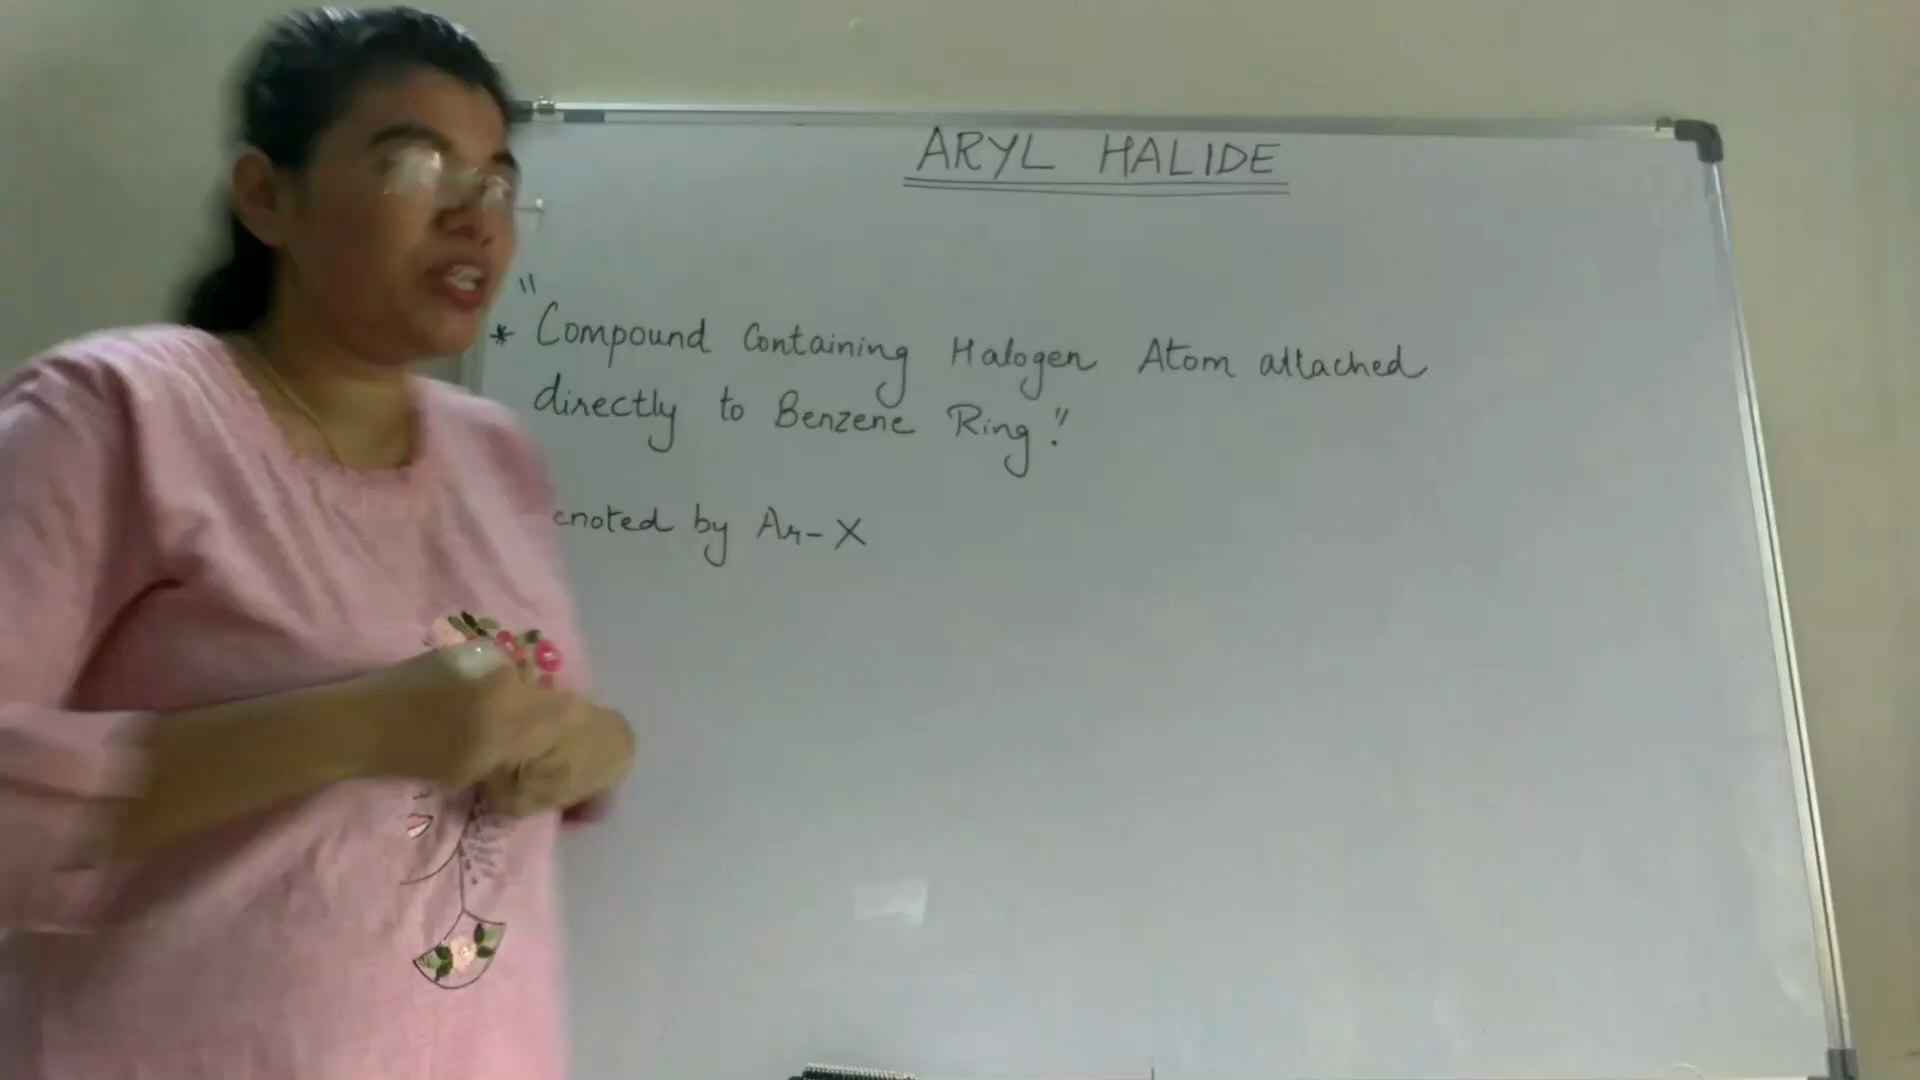 ARYL HALIDE
"
* Compound Containing Halogen Atom attached
directly to Benzene Ring."
enoted by Ar-X